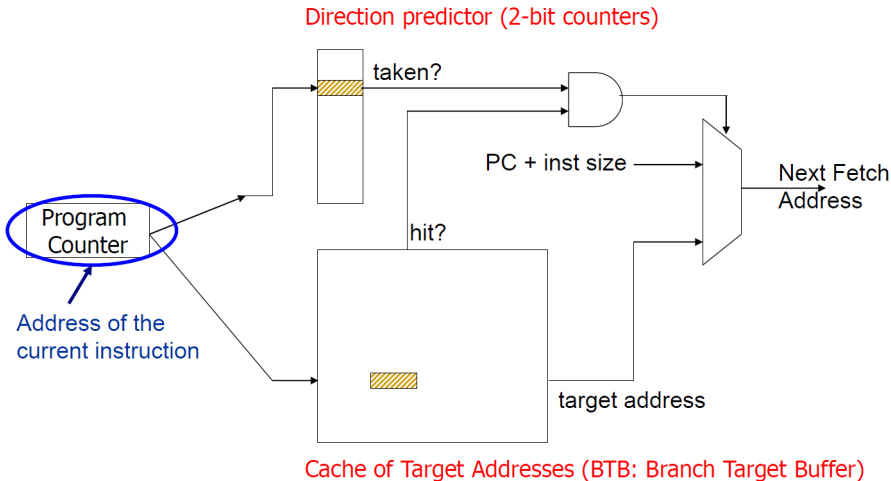 Direction predictor (2-bit counters)
taken?
PC + inst size
Next Fetch
Address
Program
Counter
hit?
Address of the
current instruction
target address
Cache of Target Addresses (BTB: Branch Target Buffer)